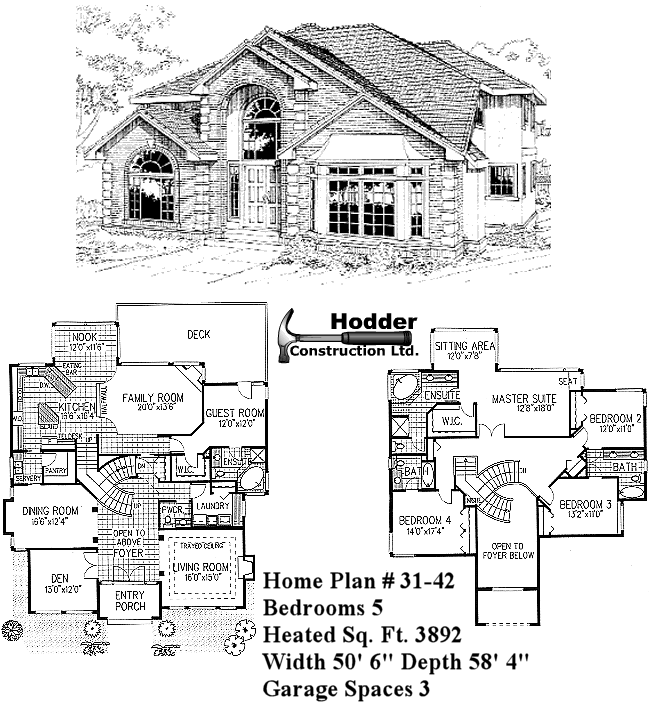 Hodder
Construction Ltd.
DECK
NOOK
12'0"x11'6"
EATING
BAR
FAMILY ROOM
20'0"x13'6"
KITCHEN
16'6"x16'4"
GUEST ROOM
12'0"x12'0"
UP
DN
W.I.C.
ENSUITE
PANTRY
SERVERY
UP
LAUNDRY
PWDR.
DINING ROOM
16'6"x12'4"
OPEN TO
ABOVE
FOYER
TRAYED CEILING
LIVING ROOM
16'0"x15'0"
DEN
13'0"x12'0"
ENTRY
PORCH
SITTING AREA
12'0"x7'8"
SEAT
ENSUITE
MASTER SUITE
12'8"x18'0"
W.I.C.
BEDROOM 2
12'0"x11'0"
BATH
BATH
BEDROOM 3
13'2"x11'0"
BEDROOM 4
14'0"x17'4"
OPEN TO
FOYER BELOW
Home Plan # 31-42
Bedrooms 5
Heated Sq. Ft. 3892
Width 50' 6" Depth 58' 4"
Garage Spaces 3